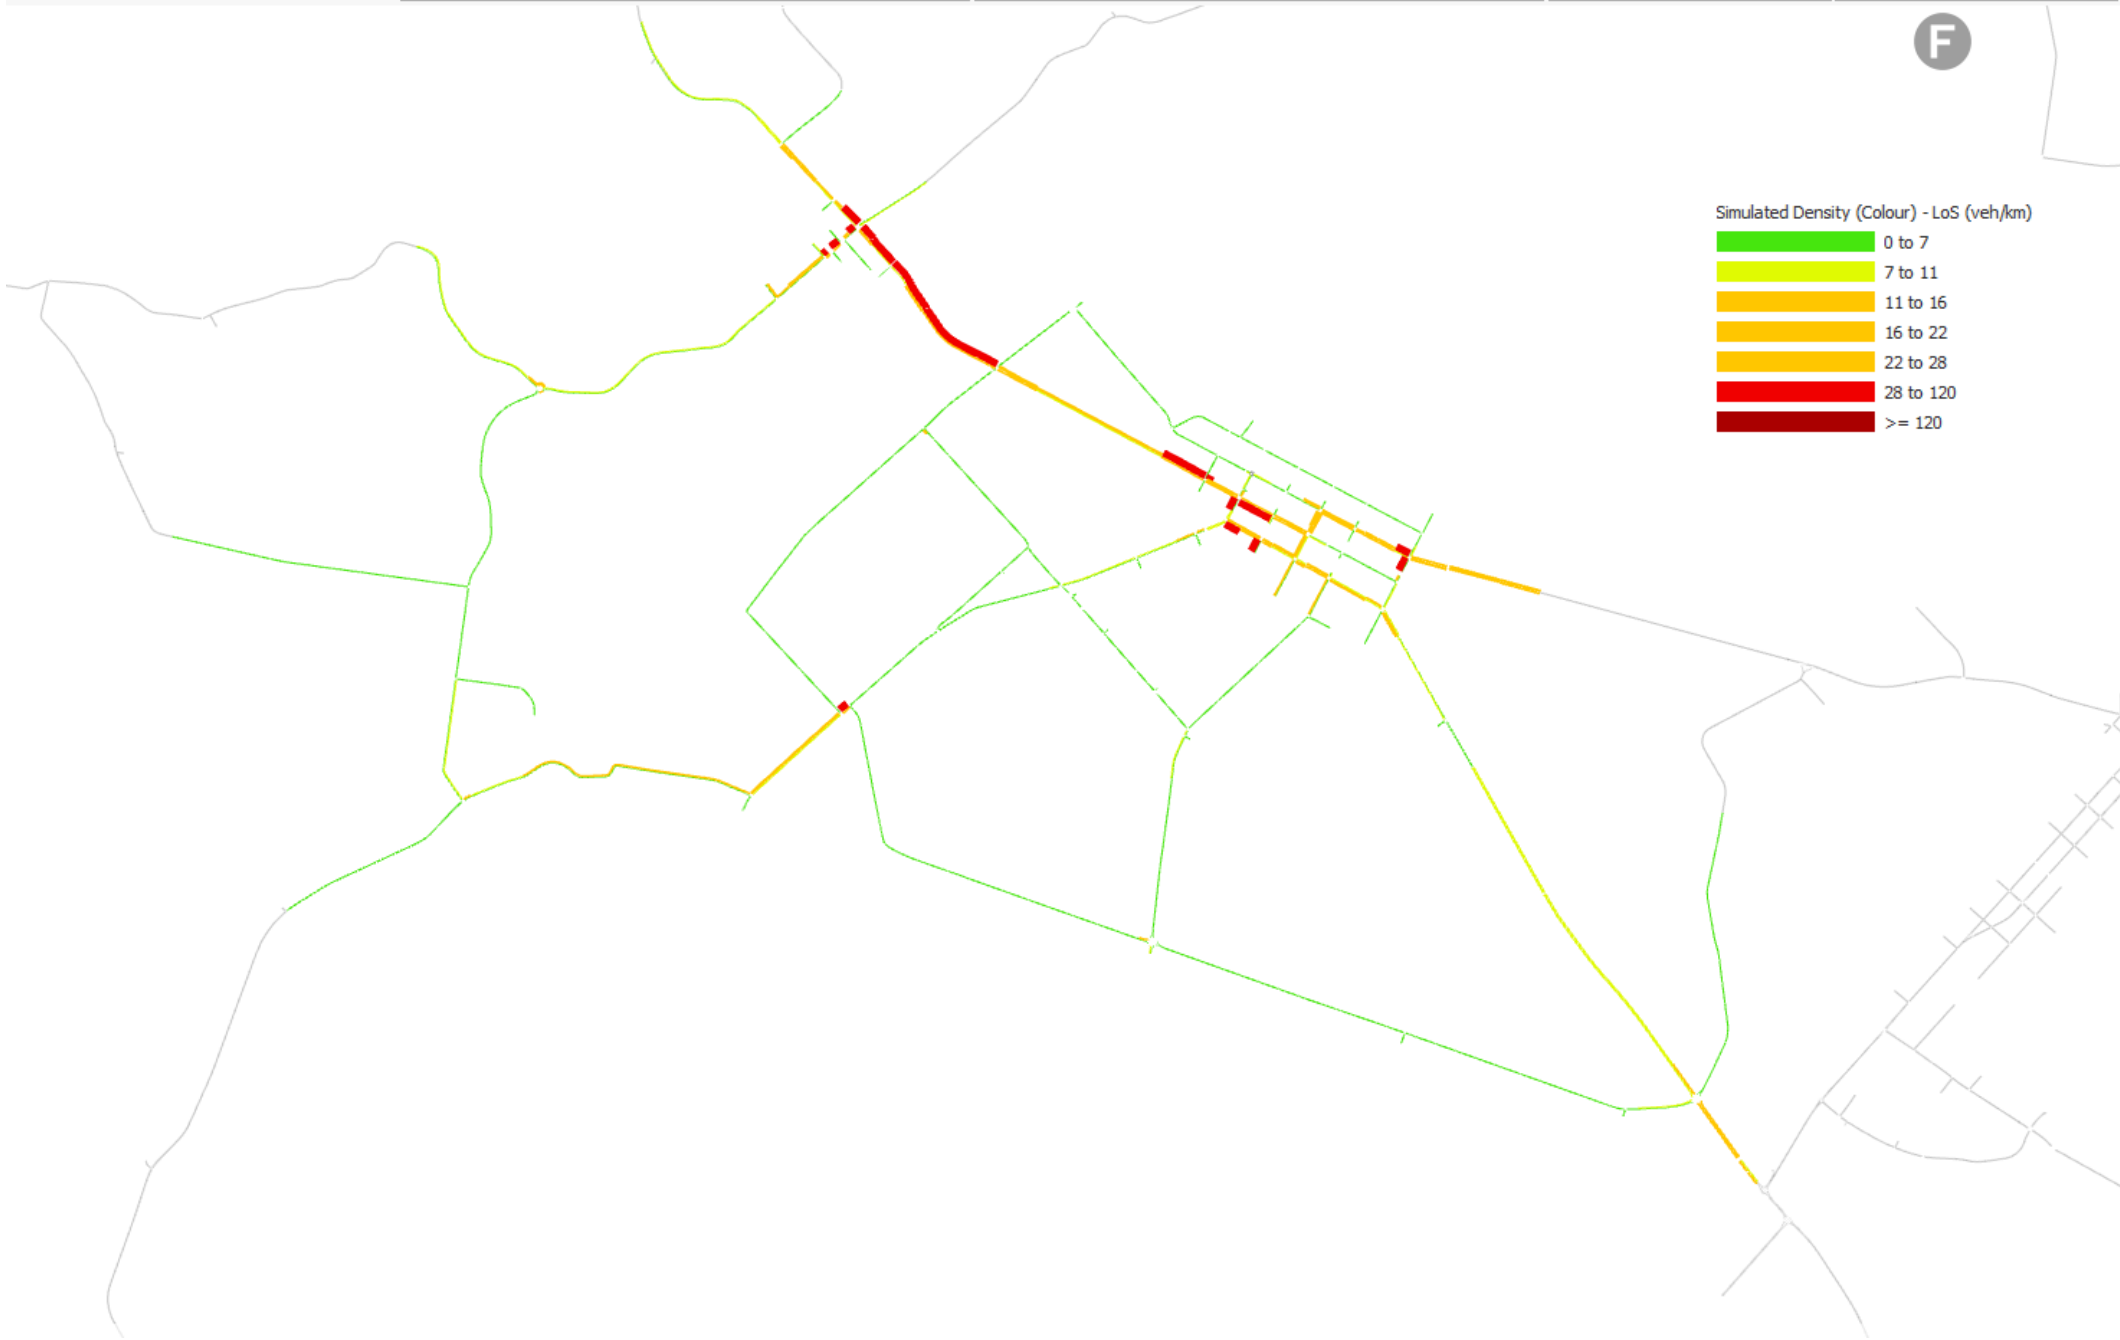 F
Simulated Density (Colour) - LoS (veh/km)
0 to 7
7 to 11
11 to 16
16 to 22
22 to 28
28 to 120
>= 120